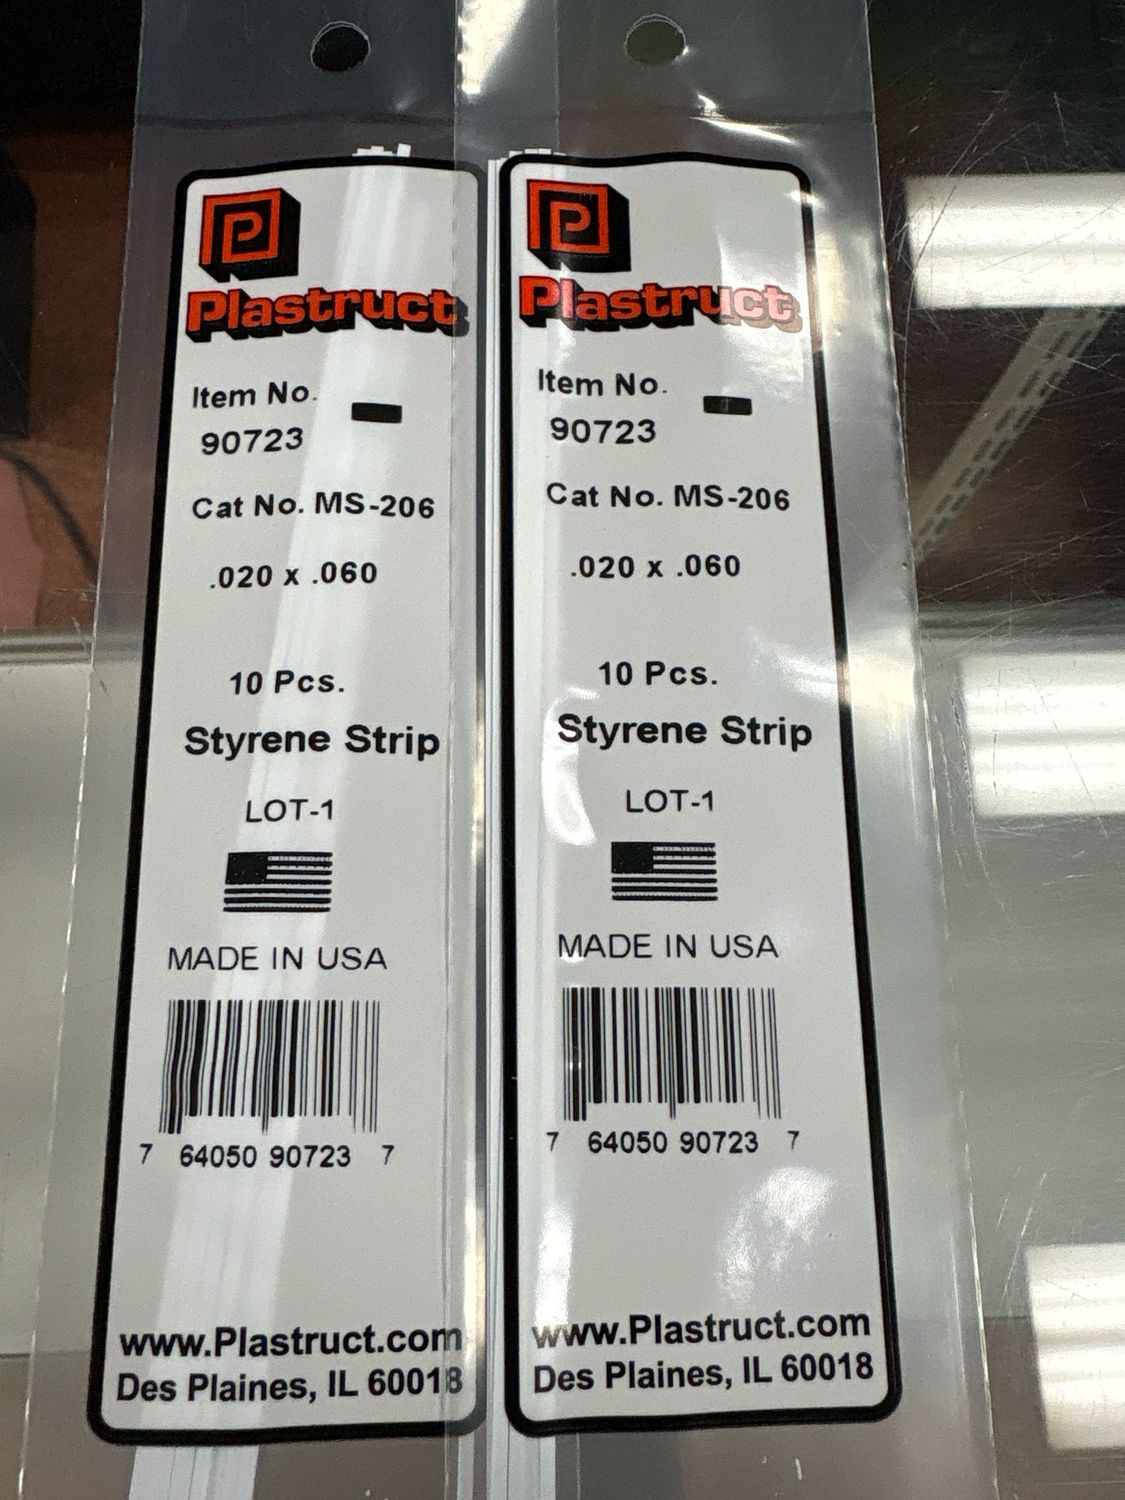 P
Plastruct
Item No.
90723
Cat No. MS-206
.020 x .060
10 Pcs.
Styrene Strip
LOT-1
MADE IN USA
7 64050 90723 7
www.Plastruct.com
Des Plaines, IL 60018
P
Plastruct
Item No.
90723
Cat No. MS-206
.020 x .060
10 Pcs.
Styrene Strip
LOT-1
MADE IN USA
7 64050 90723 7
www.Plastruct.com
Des Plaines, IL 60018